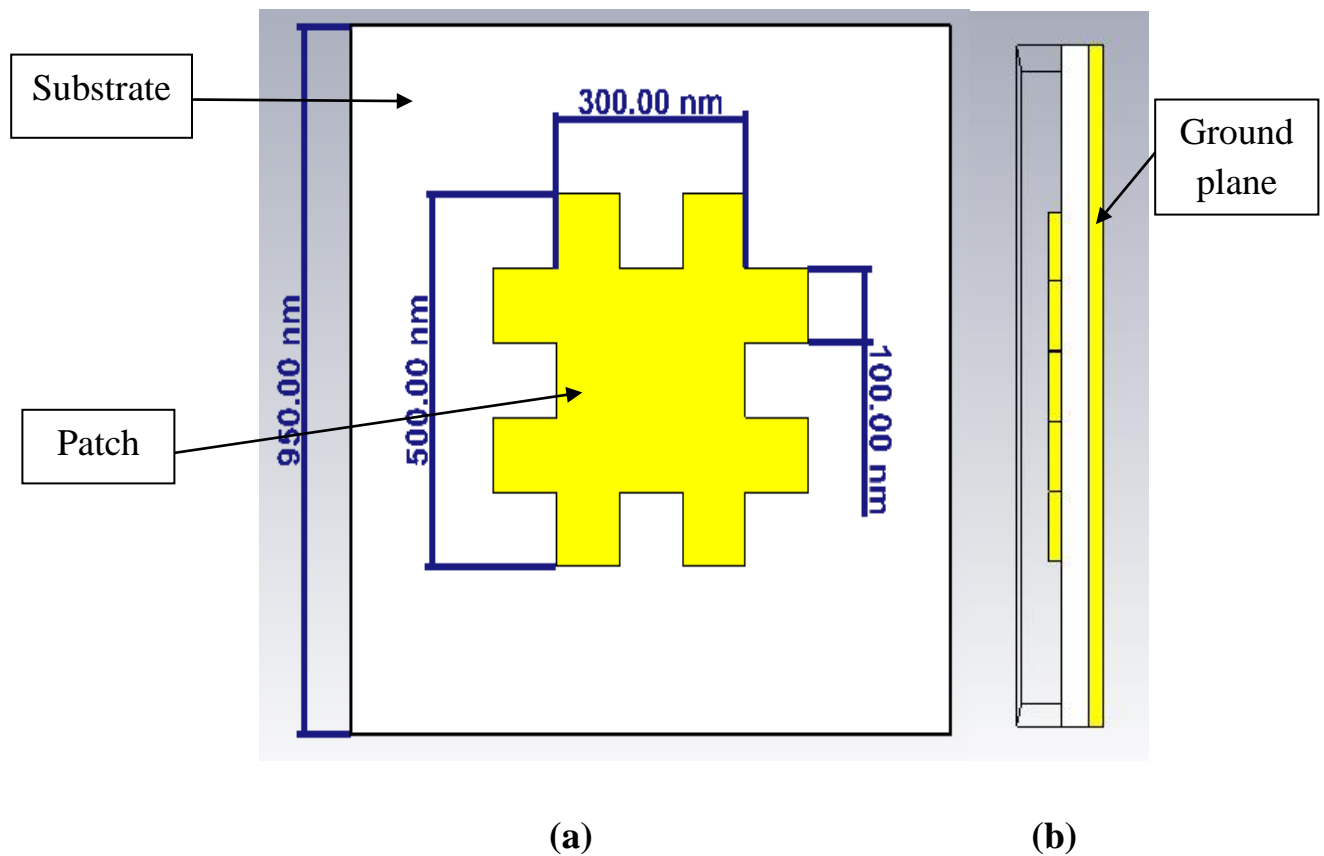 Substrate
300.00 nm
Ground
plane
950.00 nm
500.00 nm
100.00 nm
Patch
(a)
(b)